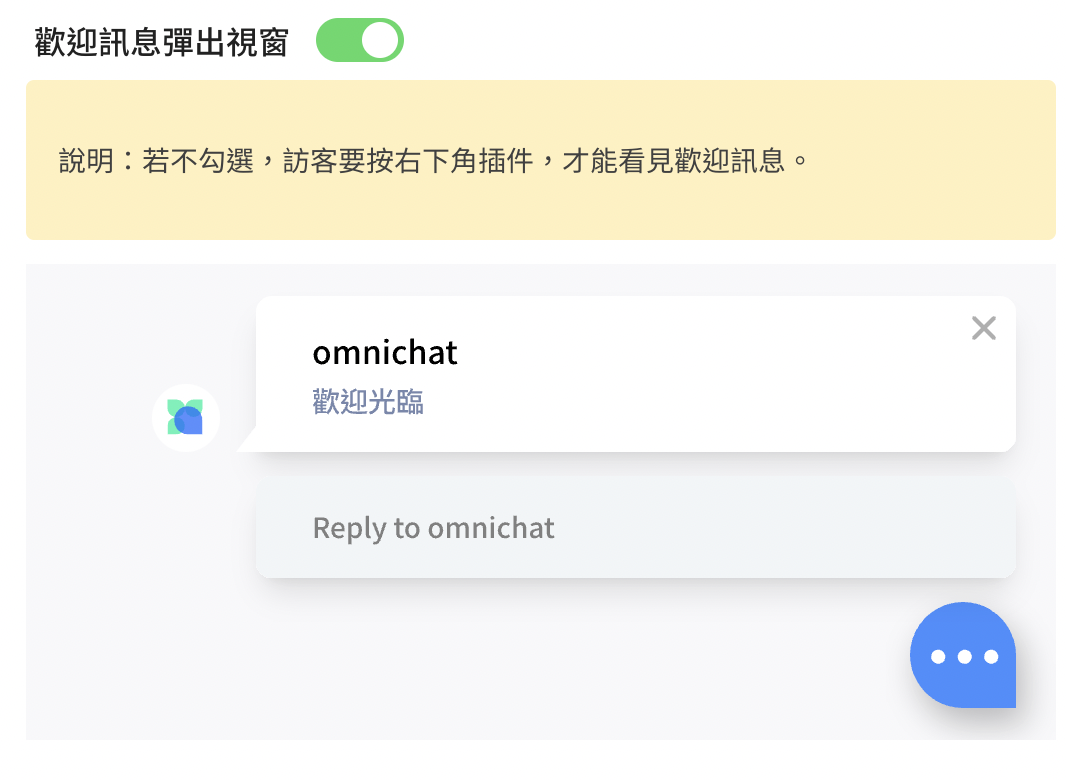 歡迎訊息彈出視窗
說明：若不勾選，訪客要按右下角插件，才能看見歡迎訊息。
omnichat
歡迎光臨
Reply to omnichat